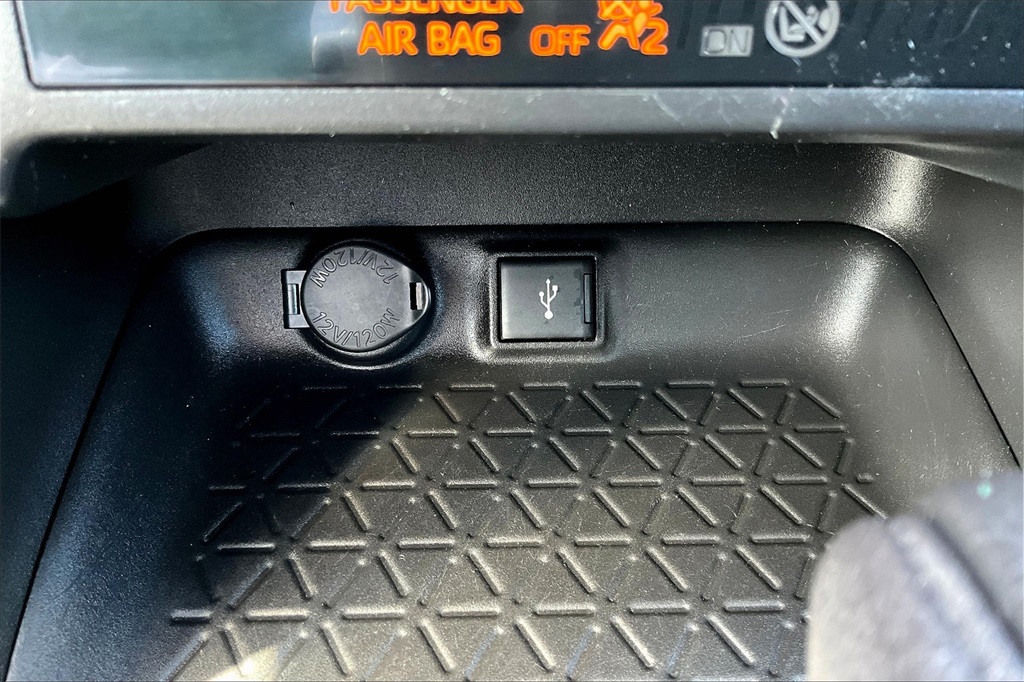 PASSENGER
AIR BAG OFF 2 ON
12V/120W
12V/120W